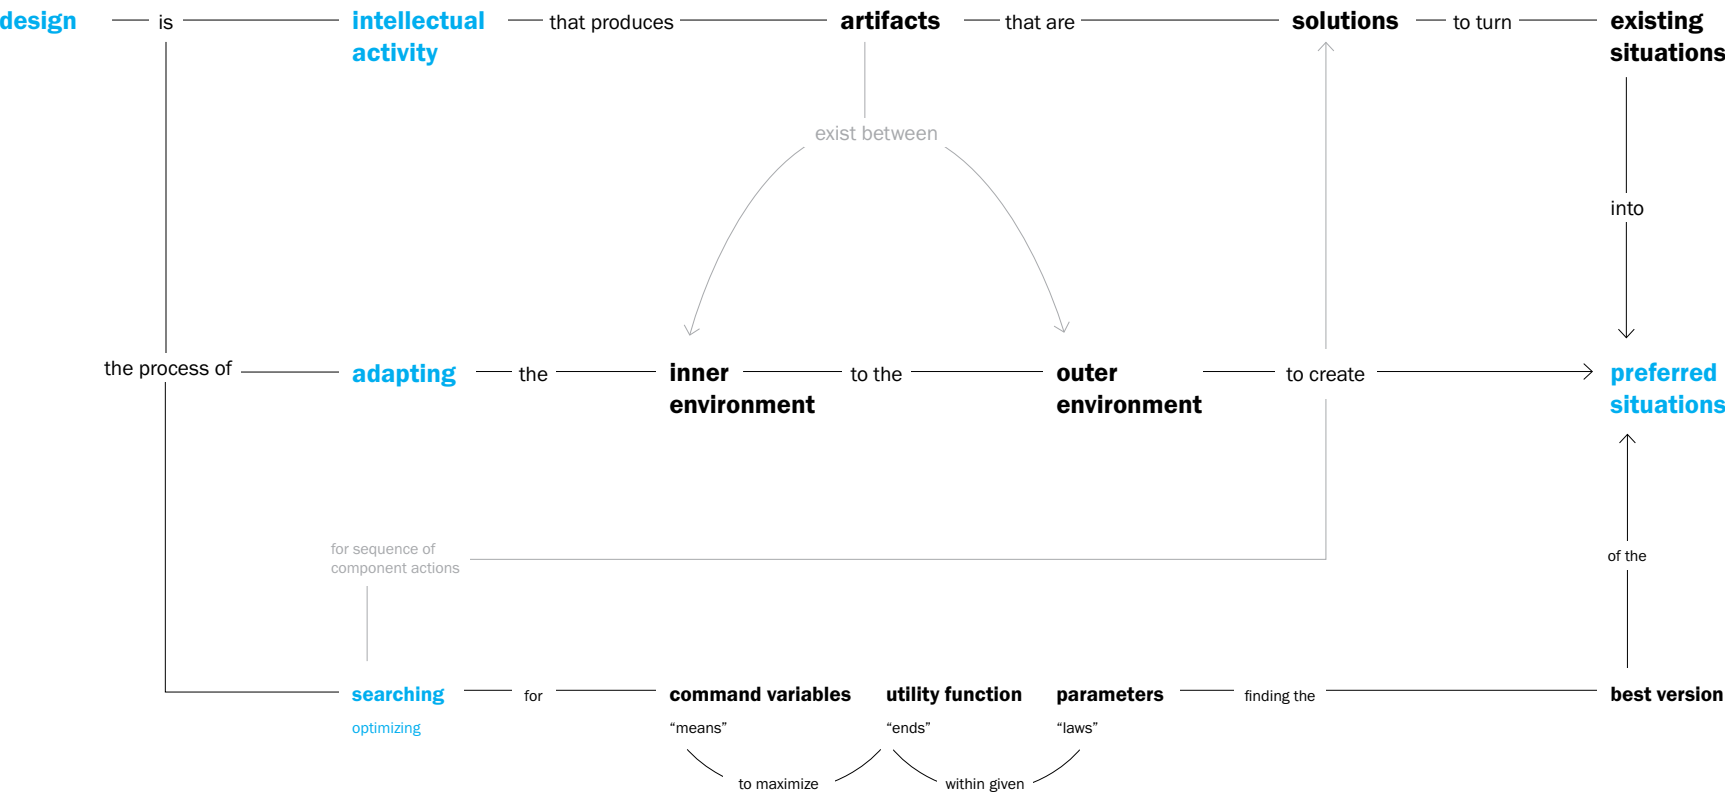 design is intellectual activity that produces artifacts that are solutions to turn existing situations
exist between
into
the process of adapting the inner environment to the outer environment to create preferred situations
for sequence of
component actions
of the
searching for command variables utility function parameters finding the best version
optimizing “means” “ends” “laws”
to maximize within given